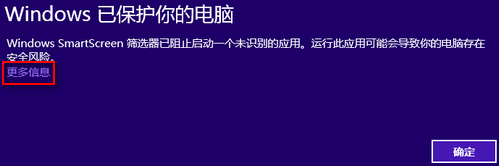 Windows 已保护你的电脑
Windows SmartScreen 筛选器已阻止启动一个未识别的应用。运行此应用可能会导致你的电脑存在
安全风险。
更多信息
确定